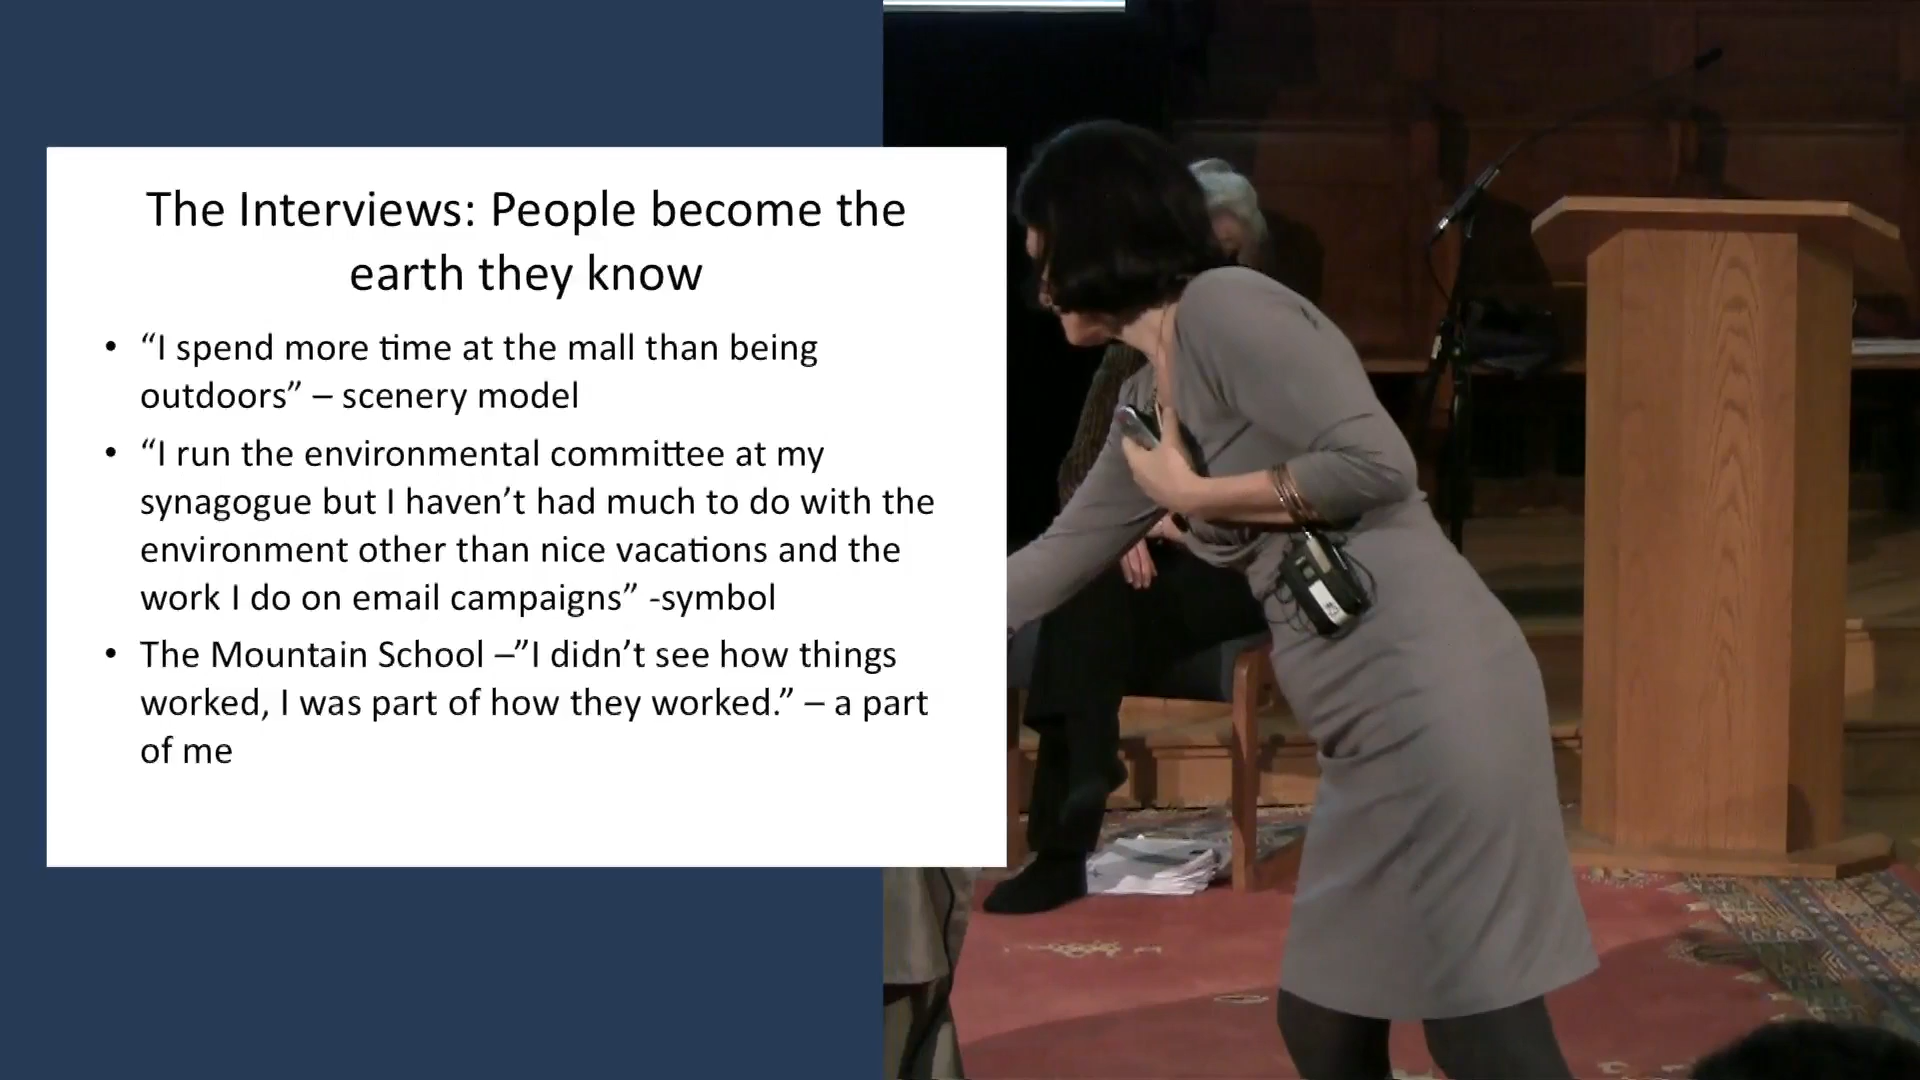 The Interviews: People become the
earth they know
• “I spend more time at the mall than being
outdoors” – scenery model
• “I run the environmental committee at my
synagogue but I haven’t had much to do with the
environment other than nice vacations and the
work I do on email campaigns” -symbol
• The Mountain School –”I didn’t see how things
worked, I was part of how they worked.” – a part
of me